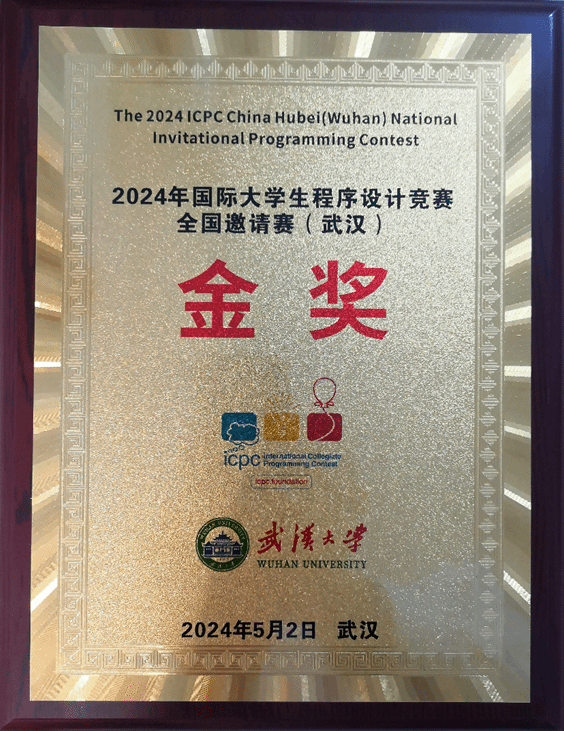 The 2024 ICPC China Hubei(Wuhan) National
Invitational Programming Contest
2024年国际大学生程序设计竞赛
全国邀请赛（武汉）
金 奖
icpc International Collegiate
Programming Contest
icpc.foundation
WUHAN UNIVERSITY
武漢大學
WUHAN UNIVERSITY
2024年5月2日 武汉